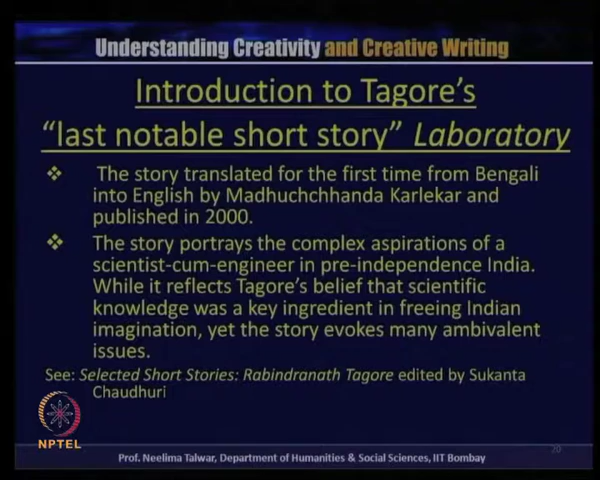 Understanding Creativity and Creative Writing
Introduction to Tagore's
“last notable short story” Laboratory
❖ The story translated for the first time from Bengali
into English by Madhuchchhanda Karlekar and
published in 2000.
❖ The story portrays the complex aspirations of a
scientist-cum-engineer in pre-independence India.
While it reflects Tagore's belief that scientific
knowledge was a key ingredient in freeing Indian
imagination, yet the story evokes many ambivalent
issues.
See: Selected Short Stories: Rabindranath Tagore edited by Sukanta
Chaudhuri
NPTEL
20
Prof. Neelima Talwar, Department of Humanities & Social Sciences, IIT Bombay